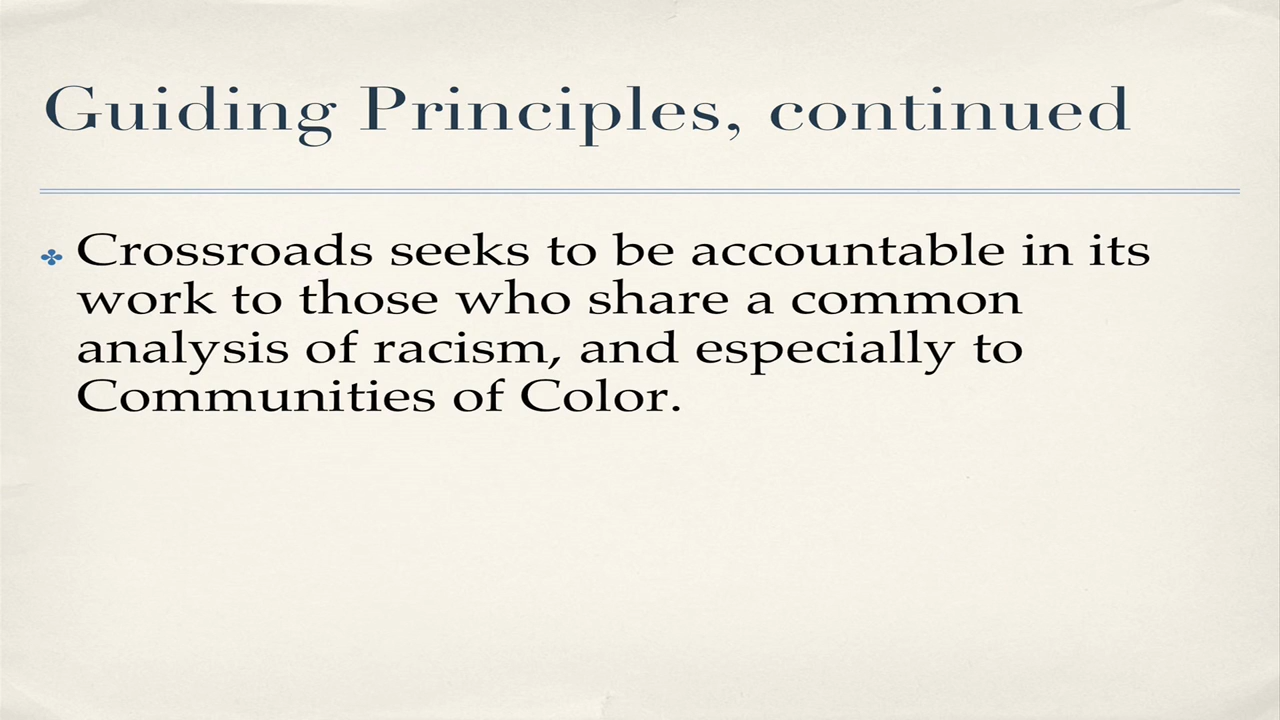 Guiding Principles, continued
Crossroads seeks to be accountable in its
work to those who share a common
analysis of racism, and especially to
Communities of Color.